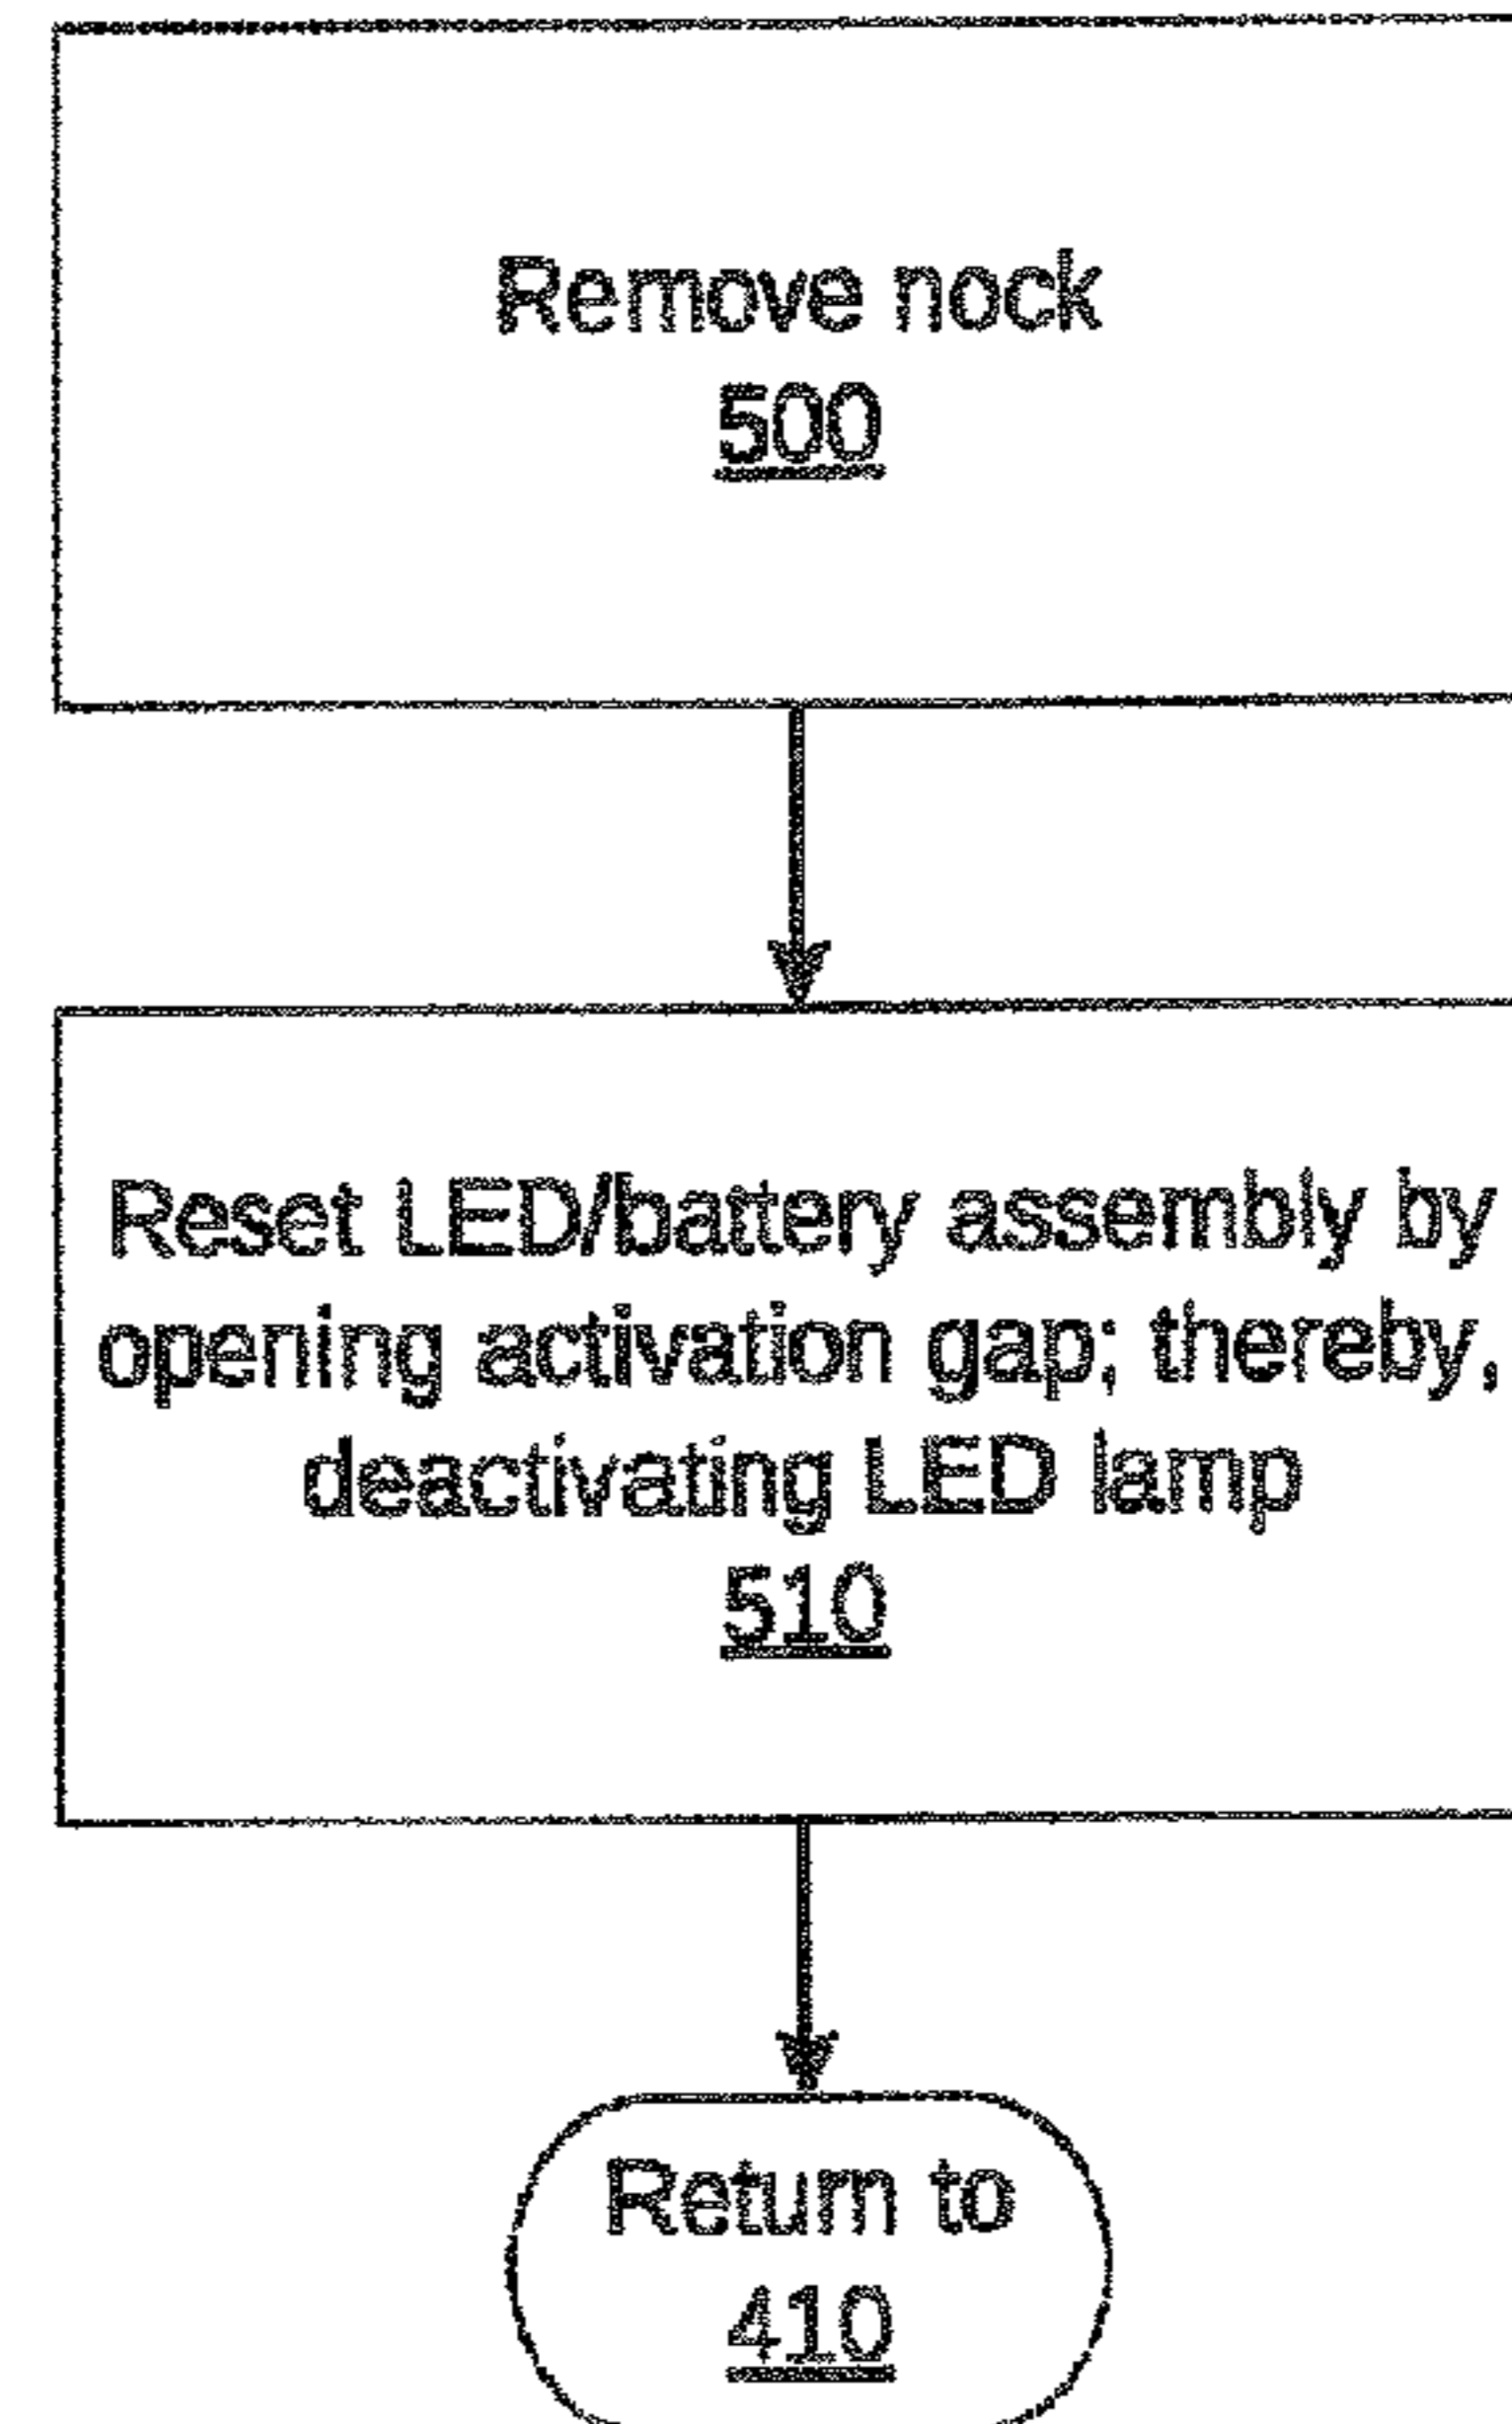 Remove nock
500
Reset LED/battery assembly by
opening activation gap; thereby,
deactivating LED lamp
510
Return to
410